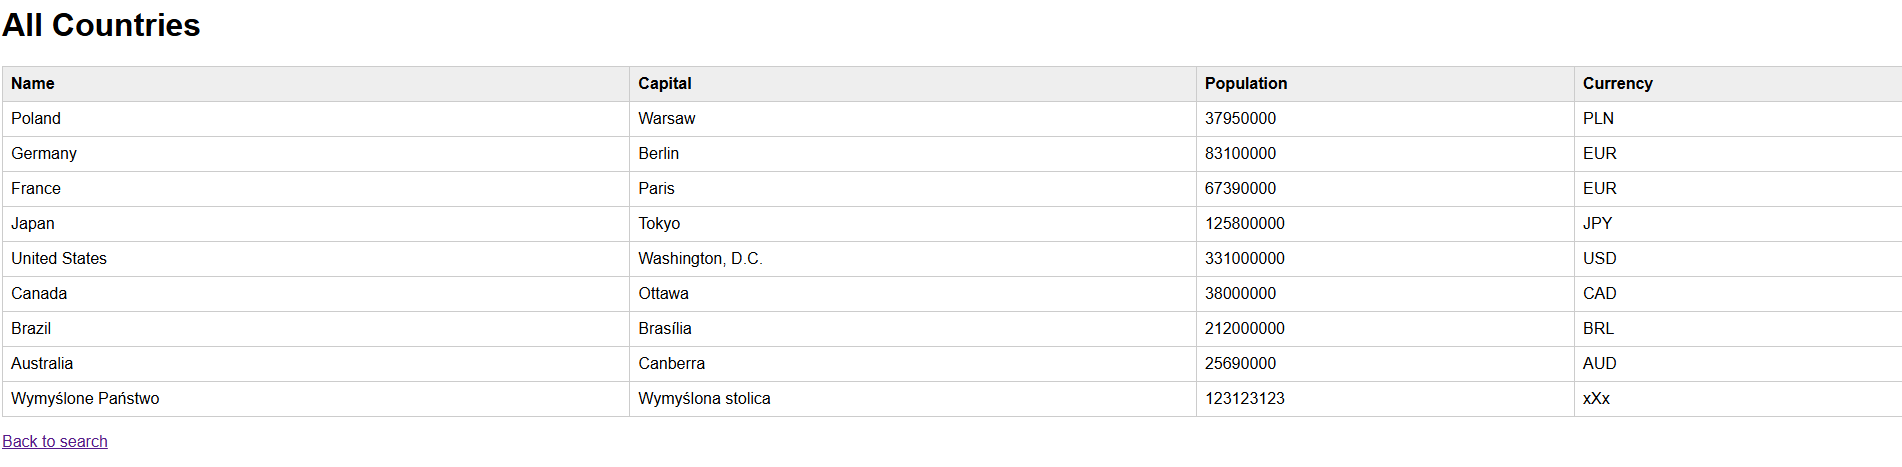 All Countries
Name Capital Population Currency
Poland Warsaw 37950000 PLN
Germany Berlin 83100000 EUR
France Paris 67390000 EUR
Japan Tokyo 125800000 JPY
United States Washington, D.C. 331000000 USD
Canada Ottawa 38000000 CAD
Brazil Brasília 212000000 BRL
Australia Canberra 25690000 AUD
Wymyślone Państwo Wymyślona stolica 123123123 xXx
Back to search